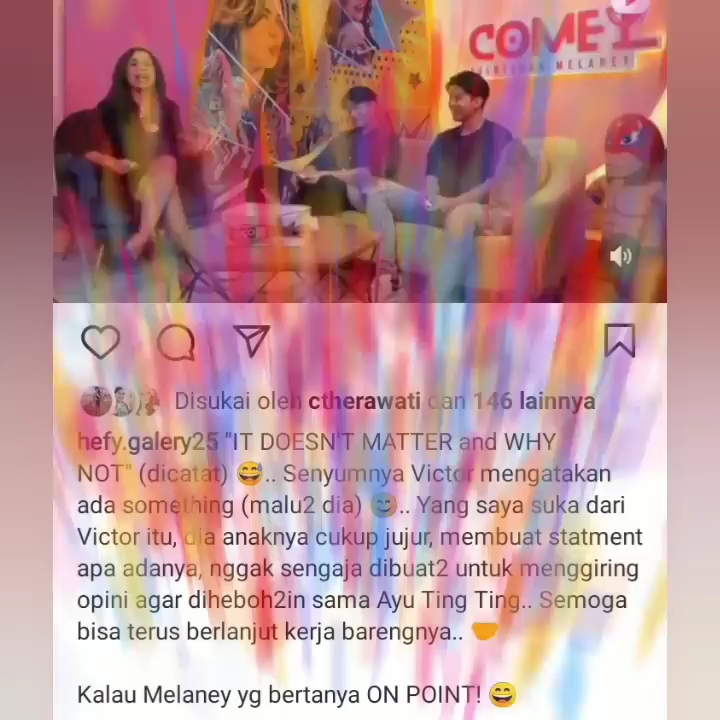 COME
Disukai oleh ctherawati dan 146 lainnya
hefy.galery25 "IT DOESN'T MATTER and WHY
NOT" (dicatat) 😅.. Senyumnya Victor mengatakan
ada something (malu2 dia) 😊.. Yang saya suka dari
Victor itu, dia anaknya cukup jujur, membuat statment
apa adanya, nggak sengaja dibuat2 untuk menggiring
opini agar diheboh2in sama Ayu Ting Ting.. Semoga
bisa terus berlanjut kerja barengnya.. 🤝
Kalau Melaney yg bertanya ON POINT! 😄